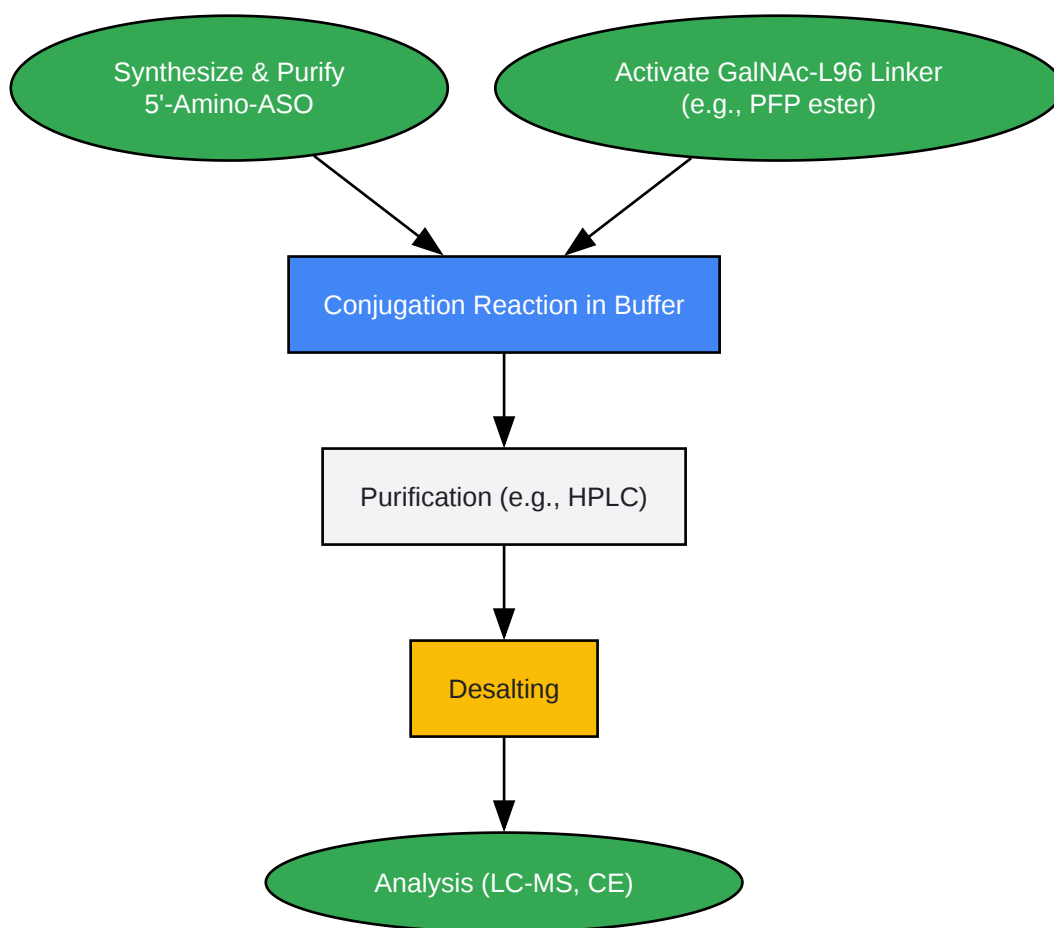 Synthesize & Purify
5'-Amino-ASO
Activate GalNAc-L96 Linker
(e.g., PFP ester)
Conjugation Reaction in Buffer
Purification (e.g., HPLC)
Desalting
Analysis (LC-MS, CE)